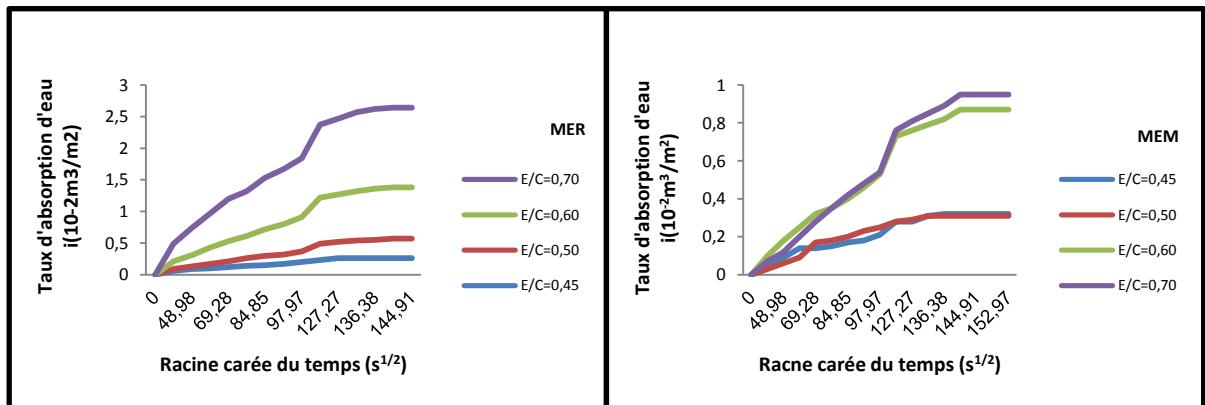 Taux d'absorption d'eau
i(10-2m3/m2)
3
2,5
2
1,5
1
0,5
0
0
48,98
69,28
84,85
97,97
127,27
136,38
144,91
Racine carée du temps (s1/2)
MER
E/C=0,70
E/C=0,60
E/C=0,50
E/C=0,45
Taux d'absorption d'eau
i(10-2m³/m²)
1
0,8
0,6
0,4
0,2
0
0
48,98
69,28
84,85
97,97
127,27
136,38
144,91
152,97
Racne carée du temps (s1/2)
MEM
E/C=0,45
E/C=0,50
E/C=0,60
E/C=0,70